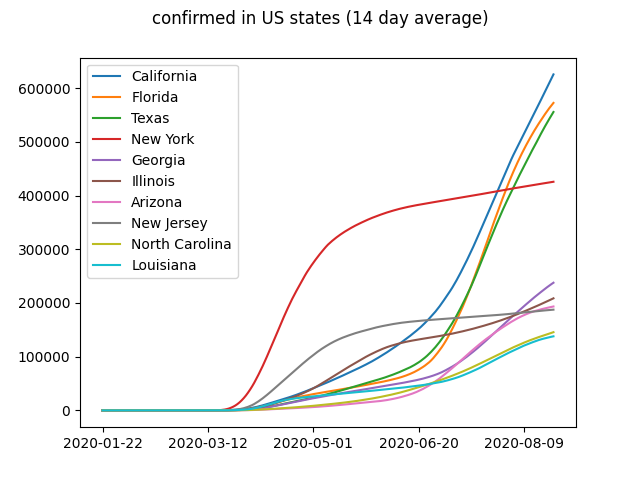 confirmed in US states (14 day average)
California
Florida
Texas
New York
Georgia
Illinois
Arizona
New Jersey
North Carolina
Louisiana
600000
500000
400000
300000
200000
100000
0
2020-01-22 2020-03-12 2020-05-01 2020-06-20 2020-08-09